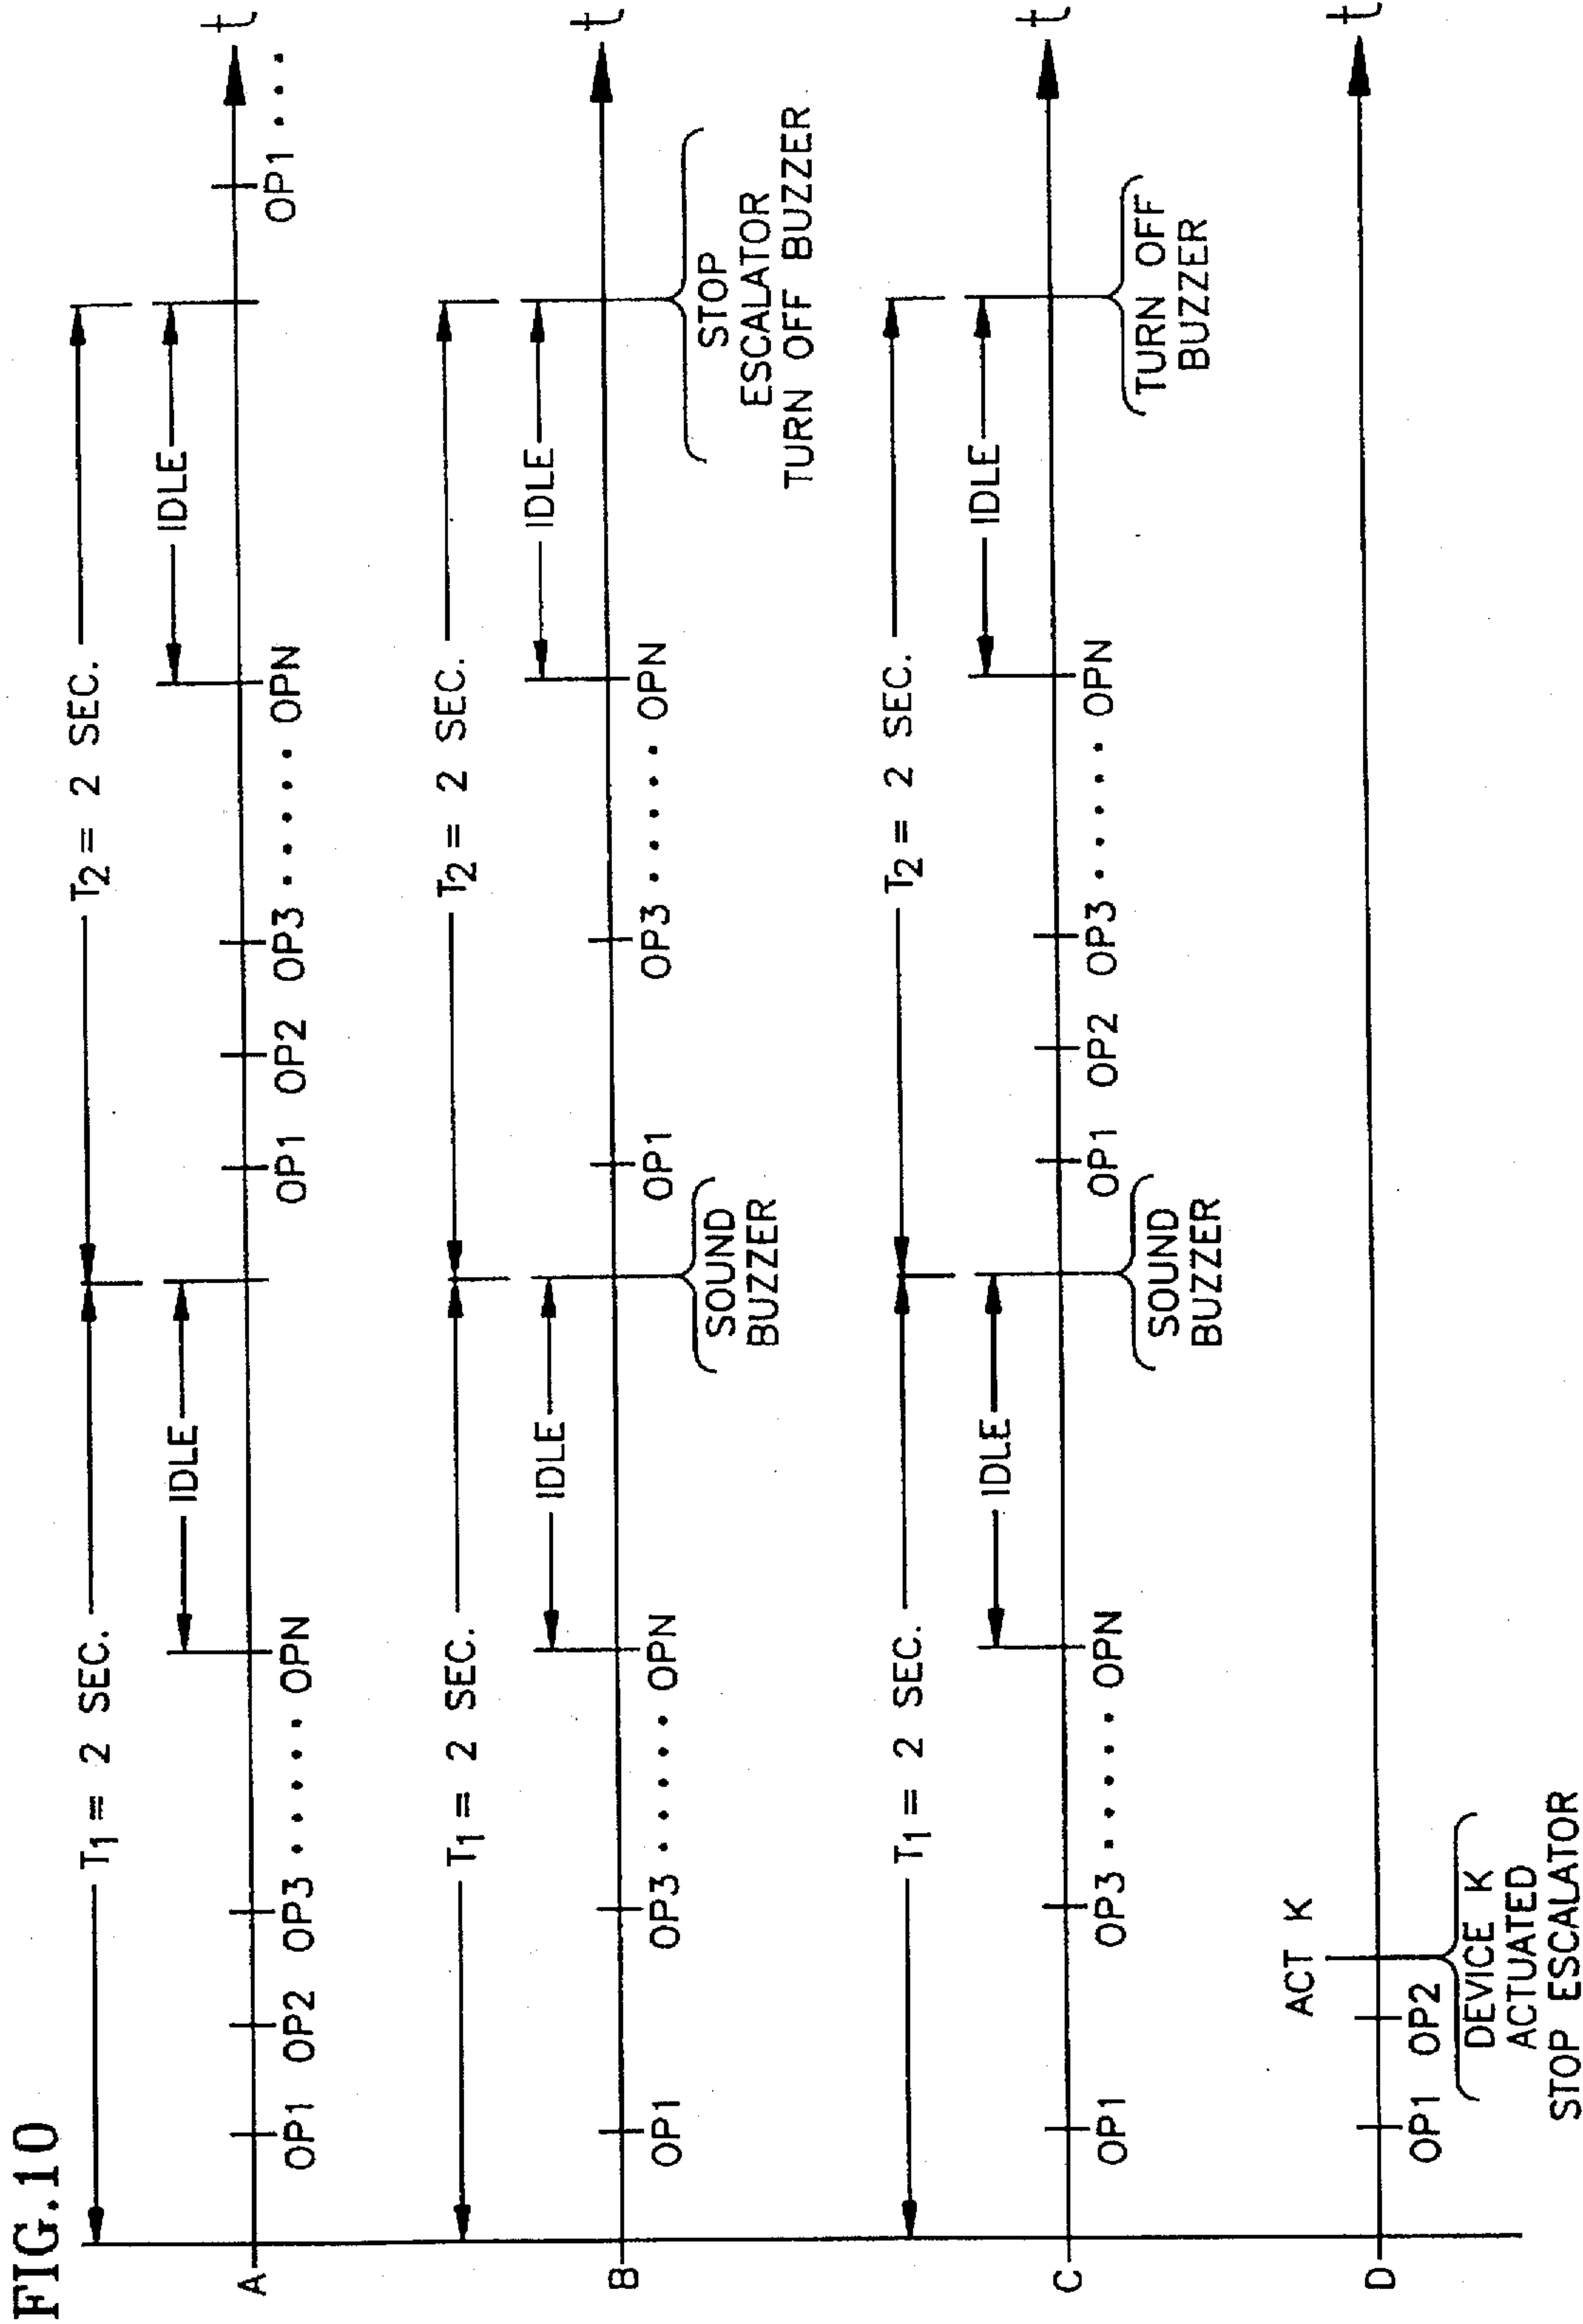 FIG.10
T1= 2 SEC. T2= 2 SEC.
IDLE IDLE
A t
OP1 OP2 OP3 ..... OPN OP1 OP2 OP3 ..... OPN OP1 ...
T1= 2 SEC. T2= 2 SEC.
IDLE IDLE
B t
OP1 OP3 ..... OPN OP1 OP3 ..... OPN
SOUND
BUZZER
STOP
ESCALATOR
TURN OFF BUZZER
T1= 2 SEC. T2= 2 SEC.
IDLE IDLE
C t
OP1 OP3 ..... OPN OP1 OP2 OP3 ..... OPN
SOUND
BUZZER
TURN OFF
BUZZER
ACT K
D t
OP1 OP2
DEVICE K
ACTUATED
STOP ESCALATOR